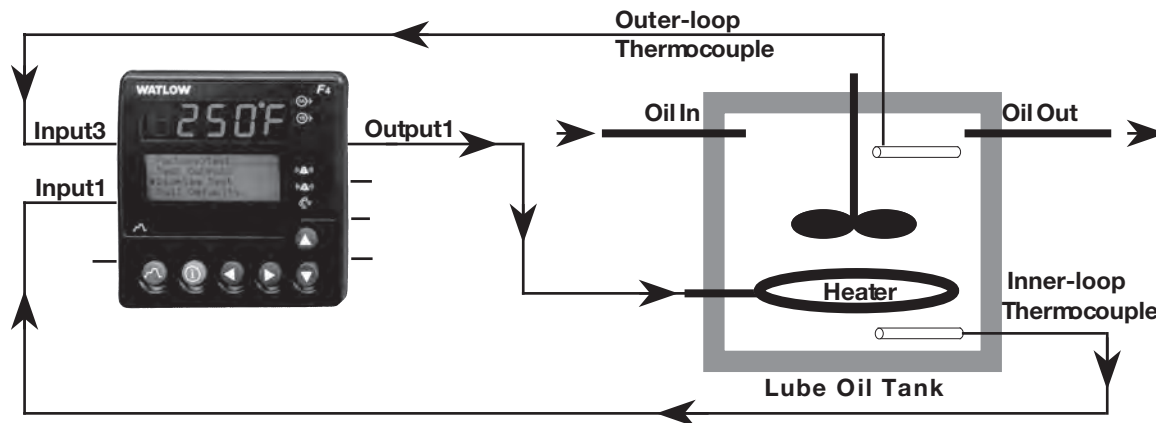 Outer-loop
Thermocouple
WATLOW
F4
250°F
Input3
Output1
Input1
Oil In
Oil Out
Heater
Inner-loop
Thermocouple
Lube Oil Tank